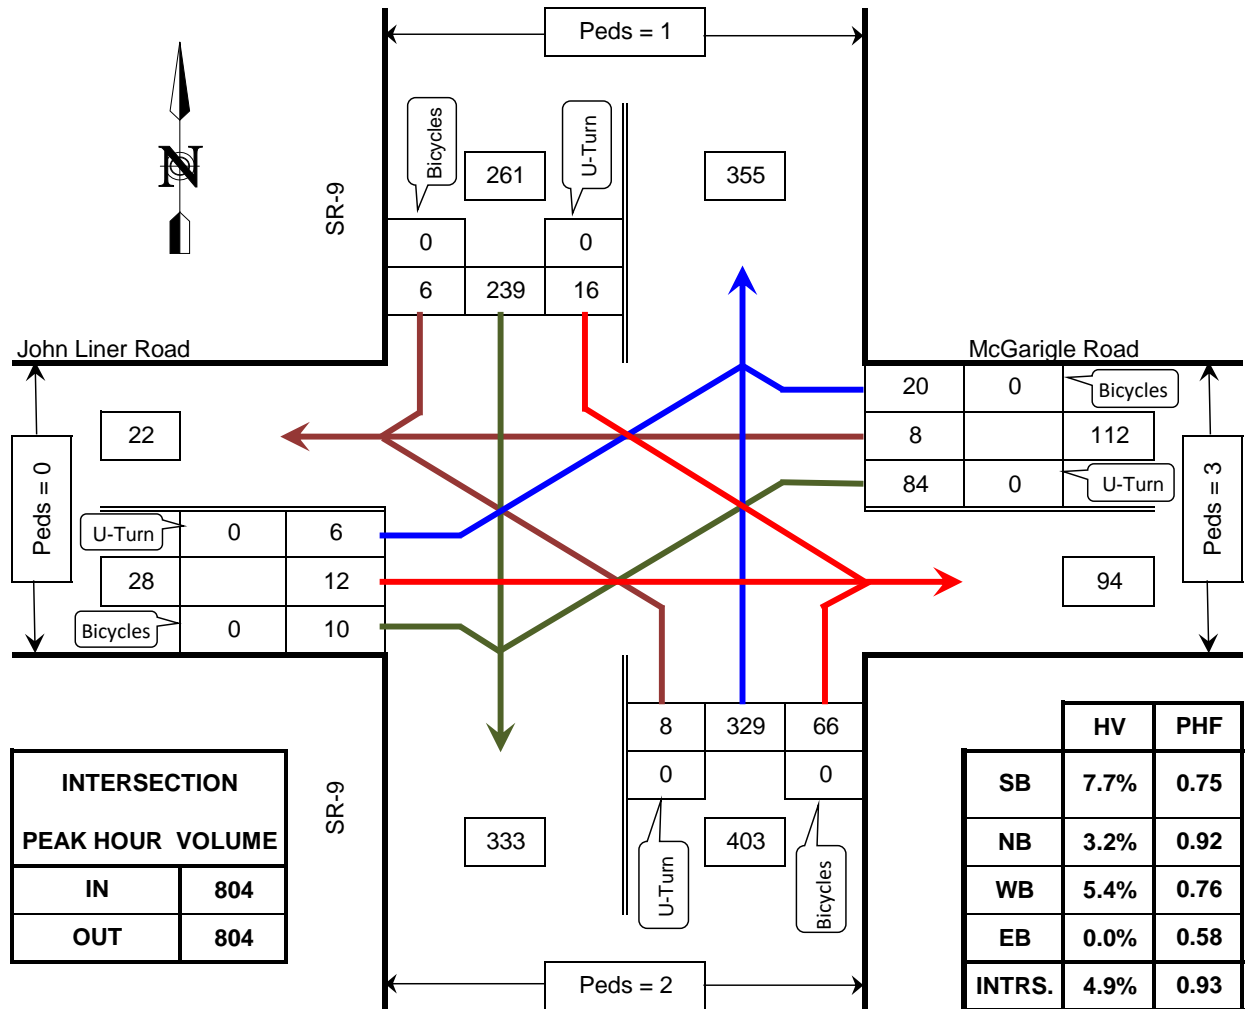 Peds = 1
N
SR-9
Bicycles
261
U-Turn
355
0 0
6 239 16
John Liner Road
McGarigle Road
20 0 Bicycles
22
8 112
Peds = 0
84 0 U-Turn
Peds = 3
U-Turn 0 6
28 12
94
Bicycles 0 10
8 329 66
0 0
SR-9
333
403
U-Turn
Bicycles
INTERSECTION
PEAK HOUR VOLUME
IN 804
OUT 804
HV PHF
SB 7.7% 0.75
NB 3.2% 0.92
WB 5.4% 0.76
EB 0.0% 0.58
INTRS. 4.9% 0.93
Peds = 2